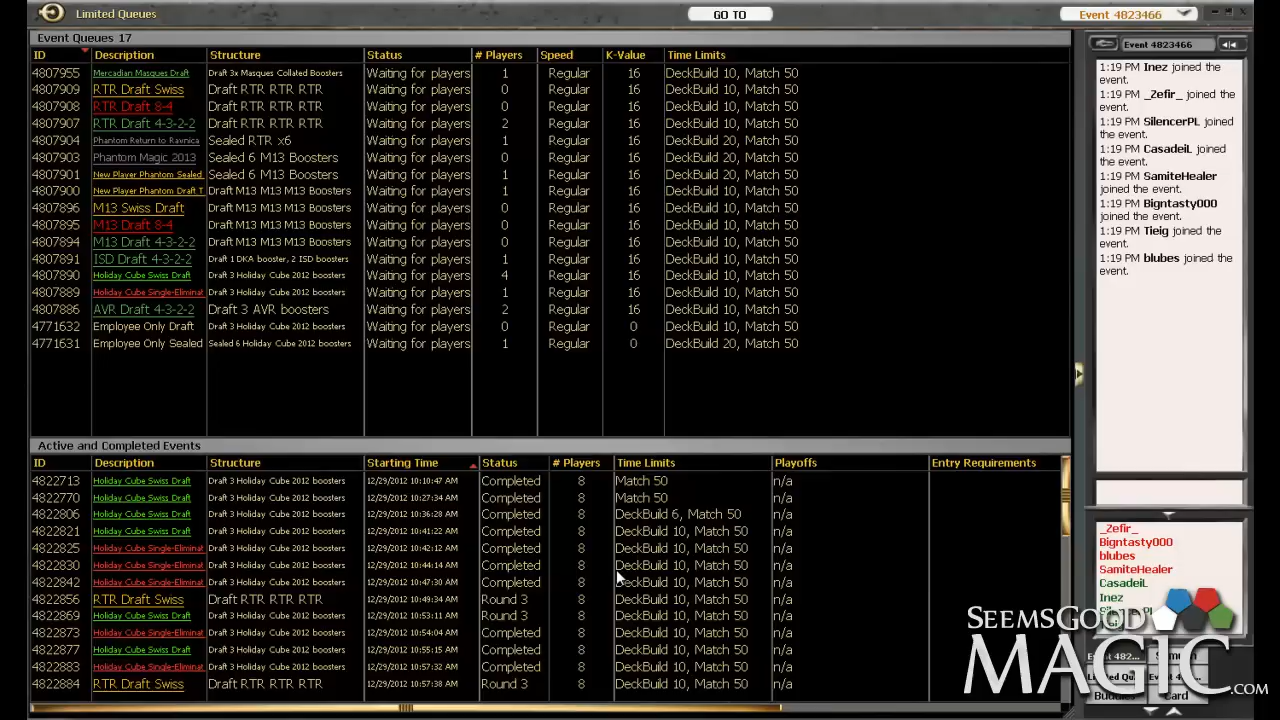 Limited Queues GO TO Event 4823466
Event Queues 17
ID Description Structure Status # Players Speed K-Value Time Limits
4807955 Mercadian Masques Draft Draft 3x Masques Collated Boosters Waiting for players 1 Regular 16 DeckBuild 10, Match 50
4807909 RTR Draft Swiss Draft RTR RTR RTR Waiting for players 0 Regular 16 DeckBuild 10, Match 50
4807908 RTR Draft 8-4 Draft RTR RTR RTR Waiting for players 0 Regular 16 DeckBuild 10, Match 50
4807907 RTR Draft 4-3-2-2 Draft RTR RTR RTR Waiting for players 2 Regular 16 DeckBuild 10, Match 50
4807904 Phantom Return to Ravnica Sealed RTR x6 Waiting for players 1 Regular 16 DeckBuild 20, Match 50
4807903 Phantom Magic 2013 Sealed 6 M13 Boosters Waiting for players 0 Regular 16 DeckBuild 20, Match 50
4807901 New Player Phantom Sealed Sealed 6 M13 Boosters Waiting for players 1 Regular 16 DeckBuild 20, Match 50
4807900 New Player Phantom Draft T Draft M13 M13 M13 Boosters Waiting for players 1 Regular 16 DeckBuild 10, Match 50
4807896 M13 Swiss Draft Draft M13 M13 M13 Boosters Waiting for players 0 Regular 16 DeckBuild 10, Match 50
4807895 M13 Draft 8-4 Draft M13 M13 M13 Boosters Waiting for players 0 Regular 16 DeckBuild 10, Match 50
4807894 M13 Draft 4-3-2-2 Draft M13 M13 M13 Boosters Waiting for players 0 Regular 16 DeckBuild 10, Match 50
4807891 ISD Draft 4-3-2-2 Draft 1 DKA booster, 2 ISD boosters Waiting for players 1 Regular 16 DeckBuild 10, Match 50
4807890 Holiday Cube Swiss Draft Draft 3 Holiday Cube 2012 boosters Waiting for players 4 Regular 16 DeckBuild 10, Match 50
4807889 Holiday Cube Single-Eliminat Draft 3 Holiday Cube 2012 boosters Waiting for players 1 Regular 16 DeckBuild 10, Match 50
4807886 AVR Draft 4-3-2-2 Draft 3 AVR boosters Waiting for players 2 Regular 16 DeckBuild 10, Match 50
4771632 Employee Only Draft Draft 3 Holiday Cube 2012 boosters Waiting for players 0 Regular 0 DeckBuild 10, Match 50
4771631 Employee Only Sealed Sealed 6 Holiday Cube 2012 boosters Waiting for players 1 Regular 0 DeckBuild 20, Match 50
Active and Completed Events
ID Description Structure Starting Time Status # Players Time Limits Playoffs Entry Requirements
4822713 Holiday Cube Swiss Draft Draft 3 Holiday Cube 2012 boosters 12/29/2012 10:10:47 AM Completed 8 Match 50 n/a
4822770 Holiday Cube Swiss Draft Draft 3 Holiday Cube 2012 boosters 12/29/2012 10:27:34 AM Completed 8 Match 50 n/a
4822806 Holiday Cube Swiss Draft Draft 3 Holiday Cube 2012 boosters 12/29/2012 10:36:28 AM Completed 8 DeckBuild 6, Match 50 n/a
4822821 Holiday Cube Swiss Draft Draft 3 Holiday Cube 2012 boosters 12/29/2012 10:41:22 AM Completed 8 DeckBuild 10, Match 50 n/a
4822825 Holiday Cube Single-Eliminat Draft 3 Holiday Cube 2012 boosters 12/29/2012 10:42:12 AM Completed 8 DeckBuild 10, Match 50 n/a
4822830 Holiday Cube Single-Eliminat Draft 3 Holiday Cube 2012 boosters 12/29/2012 10:44:14 AM Completed 8 DeckBuild 10, Match 50 n/a
4822842 Holiday Cube Single-Eliminat Draft 3 Holiday Cube 2012 boosters 12/29/2012 10:47:30 AM Completed 8 DeckBuild 10, Match 50 n/a
4822856 RTR Draft Swiss Draft RTR RTR RTR 12/29/2012 10:49:34 AM Round 3 8 DeckBuild 10, Match 50 n/a
4822869 Holiday Cube Swiss Draft Draft 3 Holiday Cube 2012 boosters 12/29/2012 10:53:11 AM Round 3 8 DeckBuild 10, Match 50 n/a
4822873 Holiday Cube Single-Eliminat Draft 3 Holiday Cube 2012 boosters 12/29/2012 10:54:04 AM Completed 8 DeckBuild 10, Match 50 n/a
4822877 Holiday Cube Swiss Draft Draft 3 Holiday Cube 2012 boosters 12/29/2012 10:55:15 AM Completed 8 DeckBuild 10, Match 50 n/a
4822883 Holiday Cube Single-Eliminat Draft 3 Holiday Cube 2012 boosters 12/29/2012 10:57:32 AM Completed 8 DeckBuild 10, Match 50 n/a
4822884 RTR Draft Swiss Draft RTR RTR RTR 12/29/2012 10:57:38 AM Round 3 8 DeckBuild 10, Match 50 n/a
Event 4823466
1:19 PM Inez joined the
event.
1:19 PM _Zefir_ joined the
event.
1:19 PM SilencerPL joined
the event.
1:19 PM CasadeiL joined
the event.
1:19 PM SamiteHealer
joined the event.
1:19 PM Bigntasty000
joined the event.
1:19 PM Tieig joined the
event.
1:19 PM blubes joined the
event.
_Zefir_
Bigntasty000
blubes
SamiteHealer
CasadeiL
Inez
SEEMSGOOD
MAGIC.COM
Event 482...
Limited Qu
Buddies Card